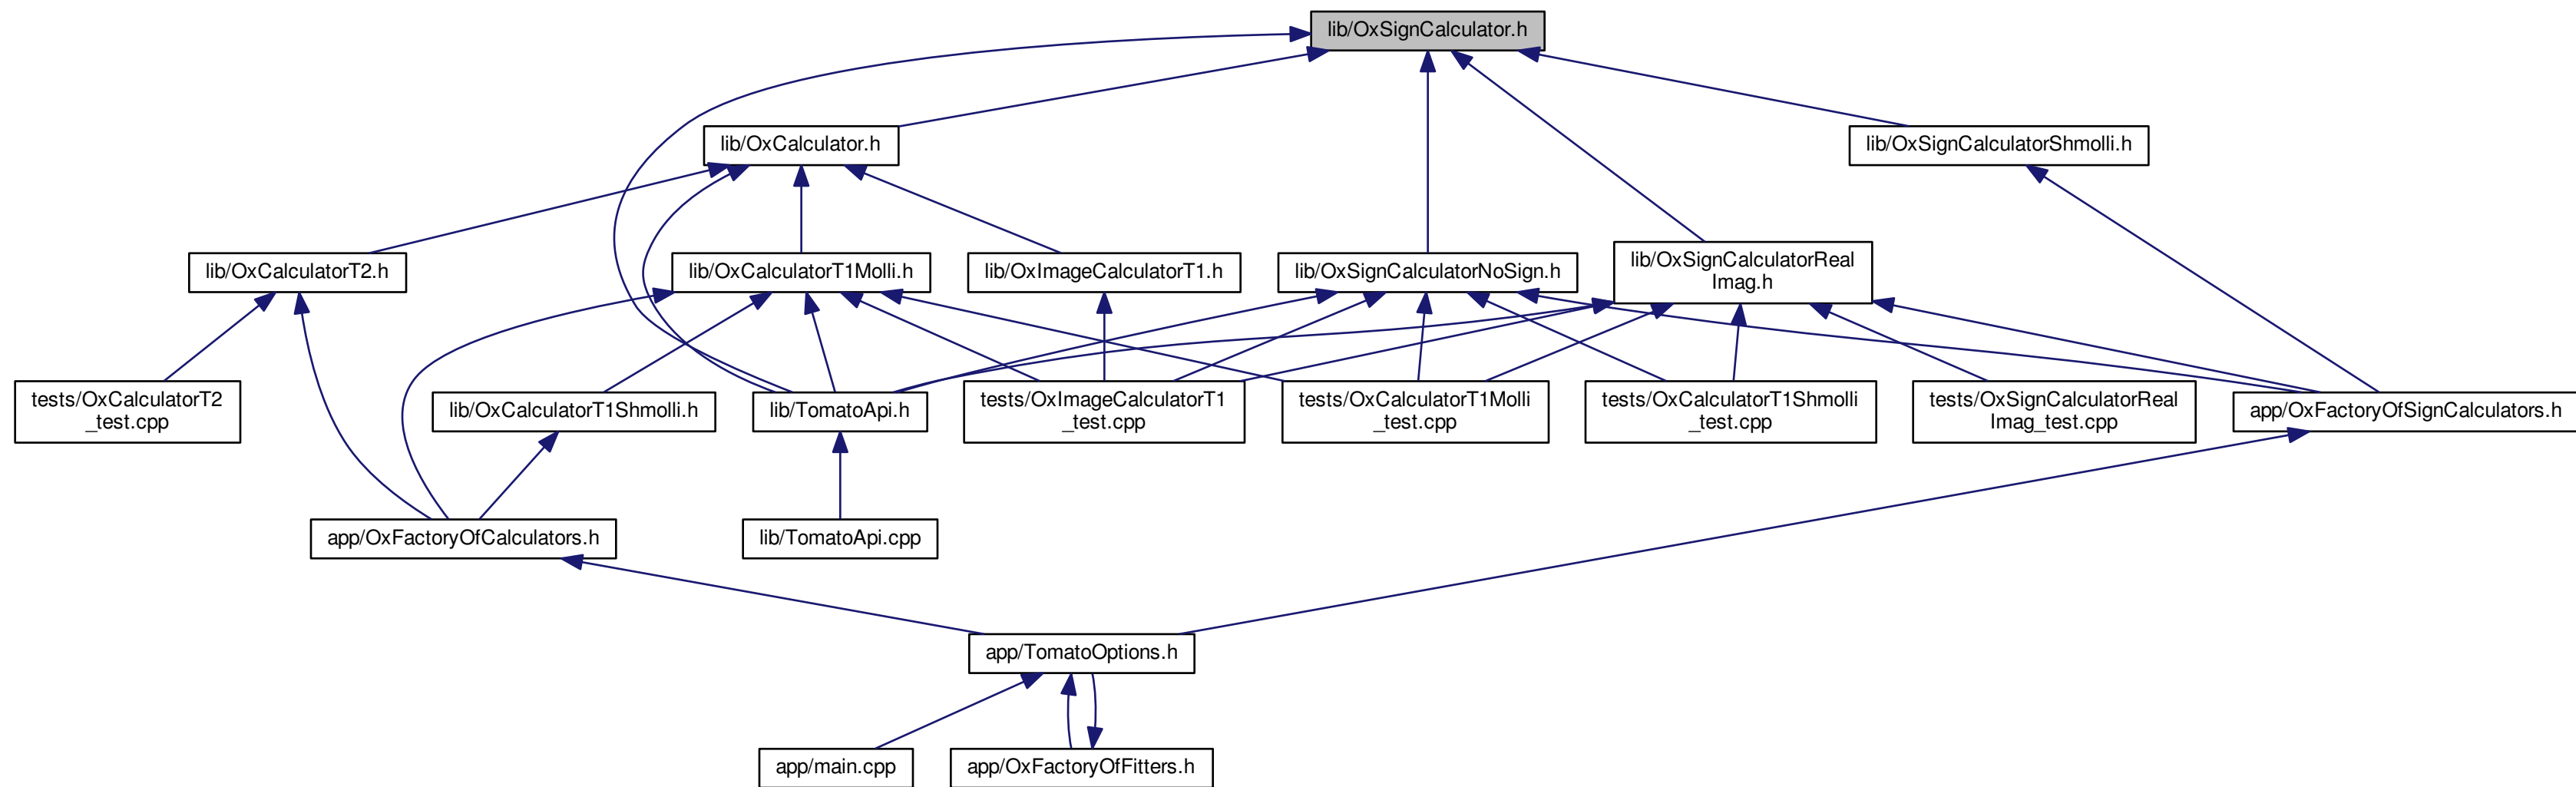 lib/OxSignCalculator.h
lib/OxCalculator.h
lib/OxSignCalculatorShmolli.h
lib/OxCalculatorT2.h
lib/OxCalculatorT1Molli.h
lib/OxImageCalculatorT1.h
lib/OxSignCalculatorNoSign.h
lib/OxSignCalculatorReal
Imag.h
tests/OxCalculatorT2
_test.cpp
lib/OxCalculatorT1Shmolli.h
lib/TomatoApi.h
tests/OxImageCalculatorT1
_test.cpp
tests/OxCalculatorT1Molli
_test.cpp
tests/OxCalculatorT1Shmolli
_test.cpp
tests/OxSignCalculatorReal
Imag_test.cpp
app/OxFactoryOfSignCalculators.h
app/OxFactoryOfCalculators.h
lib/TomatoApi.cpp
app/TomatoOptions.h
app/main.cpp
app/OxFactoryOfFitters.h